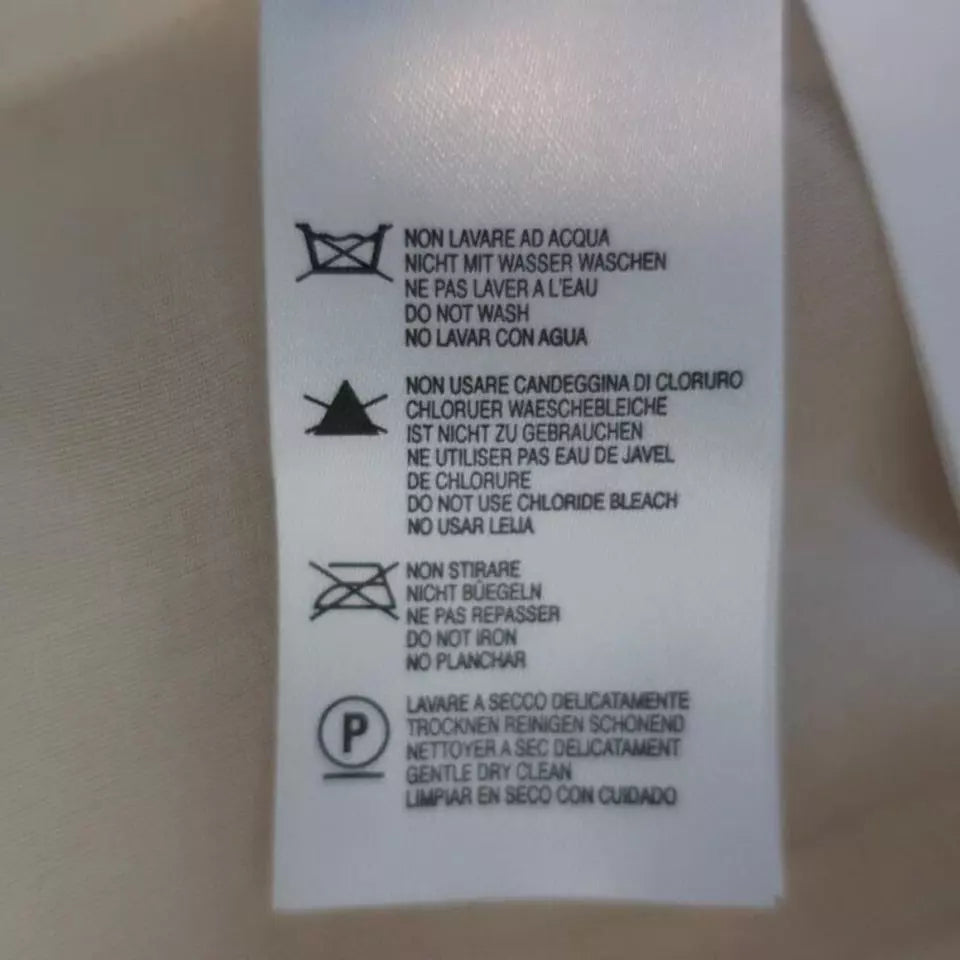 NON LAVARE AD ACQUA
NICHT MIT WASSER WASCHEN
NE PAS LAVER A L'EAU
DO NOT WASH
NO LAVAR CON AGUA
NON USARE CANDEGGINA DI CLORURO
CHLORUER WAESCHEBLEICHE
IST NICHT ZU GEBRAUCHEN
NE UTILISER PAS EAU DE JAVEL
DE CHLORURE
DO NOT USE CHLORIDE BLEACH
NO USAR LEIJA
NON STIRARE
NICHT BÜEGELN
NE PAS REPASSER
DO NOT IRON
NO PLANCHAR
P
LAVARE A SECCO DELICATAMENTE
TROCKNEN REINIGEN SCHONEND
NETTOYER A SEC DELICATAMENT
GENTLE DRY CLEAN
LIMPIAR EN SECO CON CUIDADO